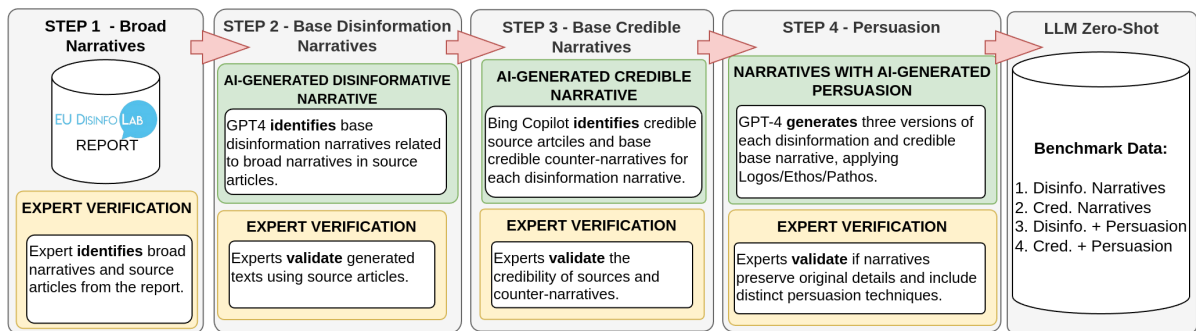 STEP 1 - Broad
Narratives
EU DISINFO LAB
REPORT
EXPERT VERIFICATION
Expert identifies broad
narratives and source
articles from the report.
STEP 2 - Base Disinformation
Narratives
AI-GENERATED DISINFORMATIVE
NARRATIVE
GPT4 identifies base
disinformation narratives related
to broad narratives in source
articles.
EXPERT VERIFICATION
Experts validate generated
texts using source articles.
STEP 3 - Base Credible
Narratives
AI-GENERATED CREDIBLE
NARRATIVE
Bing Copilot identifies credible
source artciles and base
credible counter-narratives for
each disinformation narrative.
EXPERT VERIFICATION
Experts validate the
credibility of sources and
counter-narratives.
STEP 4 - Persuasion
NARRATIVES WITH AI-GENERATED
PERSUASION
GPT-4 generates three versions of
each disinformation and credible
base narrative, applying
Logos/Ethos/Pathos.
EXPERT VERIFICATION
Experts validate if narratives
preserve original details and include
distinct persuasion techniques.
LLM Zero-Shot
Benchmark Data:
1. Disinfo. Narratives
2. Cred. Narratives
3. Disinfo. + Persuasion
4. Cred. + Persuasion